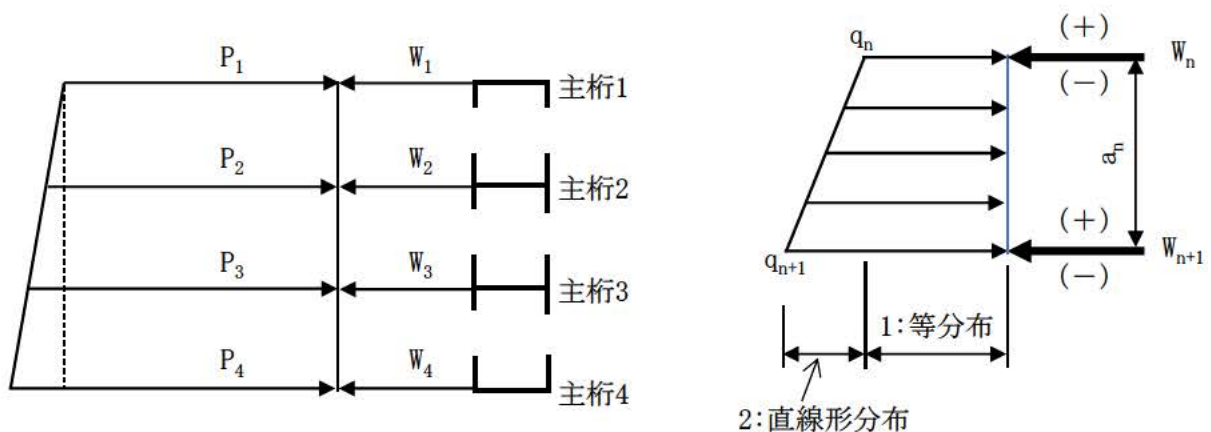 P₁
W₁
主桁1
P₂
W₂
主桁2
P₃
W₃
主桁3
P₄
W₄
主桁4
qₙ
(+)
Wₙ
(−)
aₙ
(+)
qₙ₊₁
Wₙ₊₁
(−)
1:等分布
2:直線形分布